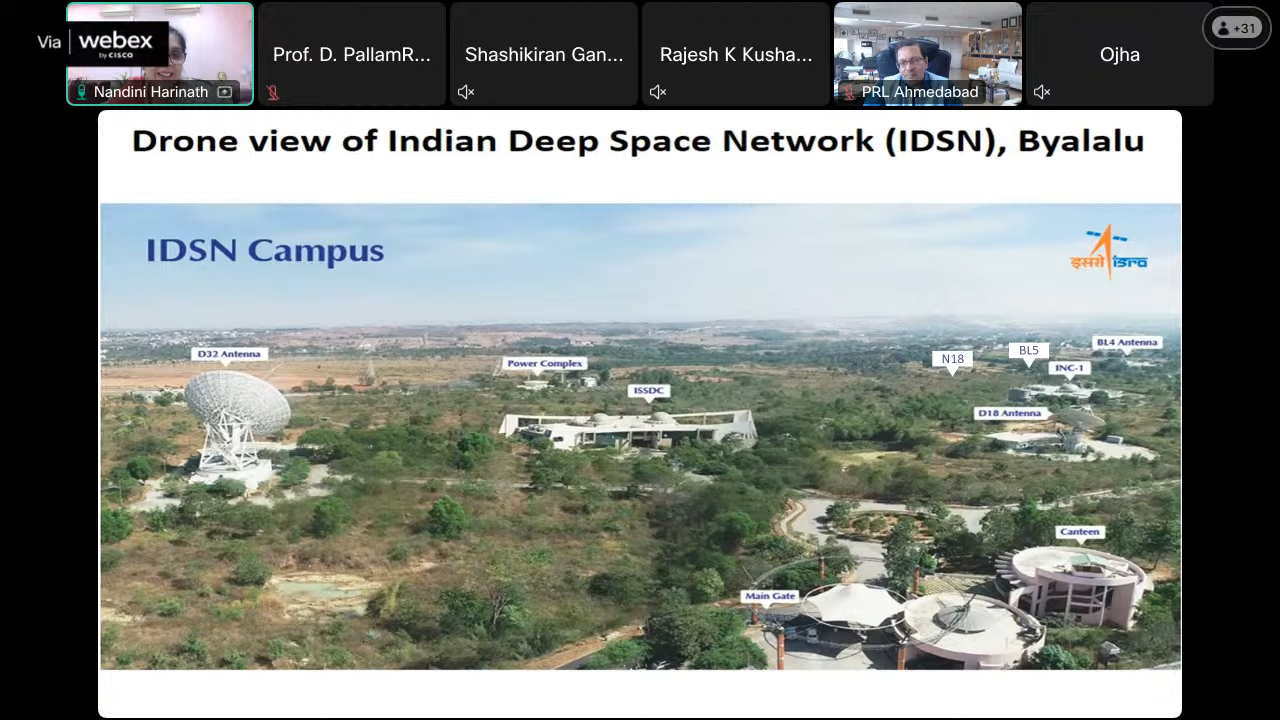 Via webex
by CISCO
Nandini Harinath
Prof. D. PallamR...
Shashikiran Gan...
Rajesh K Kusha...
PRL Ahmedabad
Ojha
+31
Drone view of Indian Deep Space Network (IDSN), Byalalu
IDSN Campus
इसरो isro
D32 Antenna
Power Complex
ISSDC
N18
BL5
BL4 Antenna
INC-1
D18 Antenna
Canteen
Main Gate